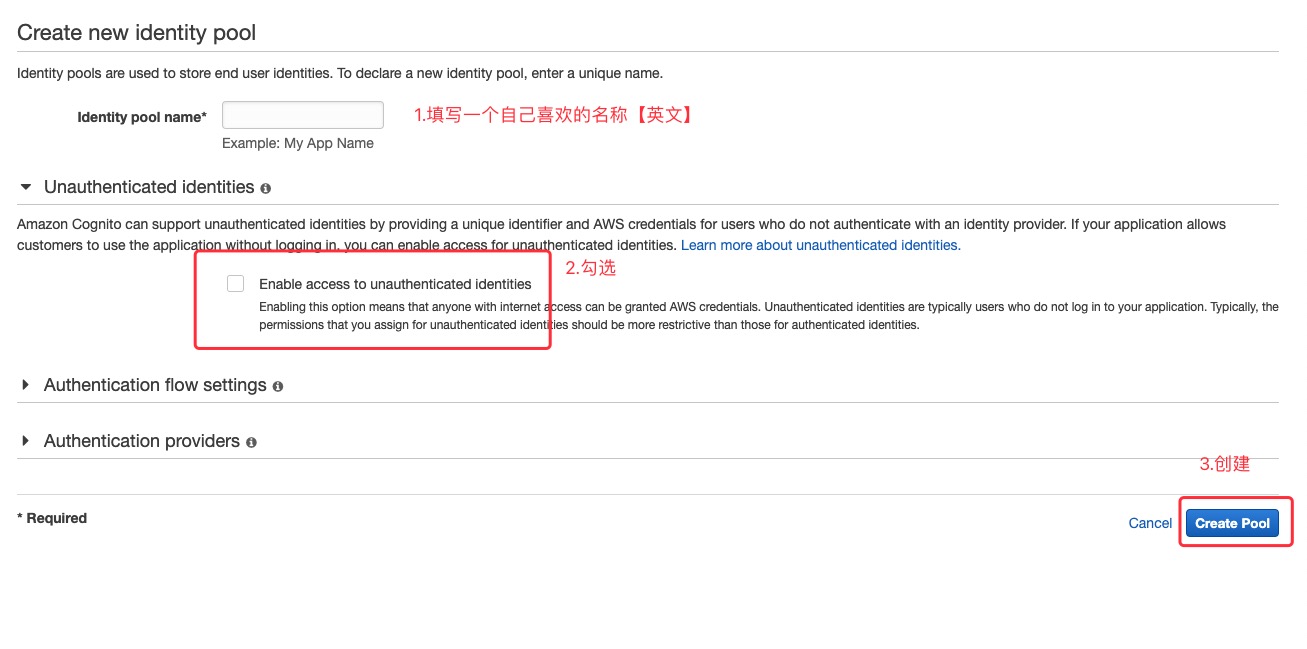 Create new identity pool
Identity pools are used to store end user identities. To declare a new identity pool, enter a unique name.
Identity pool name*
1.填写一个自己喜欢的名称【英文】
Example: My App Name
Unauthenticated identities
Amazon Cognito can support unauthenticated identities by providing a unique identifier and AWS credentials for users who do not authenticate with an identity provider. If your application allows
customers to use the application without logging in, you can enable access for unauthenticated identities. Learn more about unauthenticated identities.
2.勾选
Enable access to unauthenticated identities
Enabling this option means that anyone with internet access can be granted AWS credentials. Unauthenticated identities are typically users who do not log in to your application. Typically, the
permissions that you assign for unauthenticated identities should be more restrictive than those for authenticated identities.
Authentication flow settings
Authentication providers
3.创建
* Required
Cancel
Create Pool